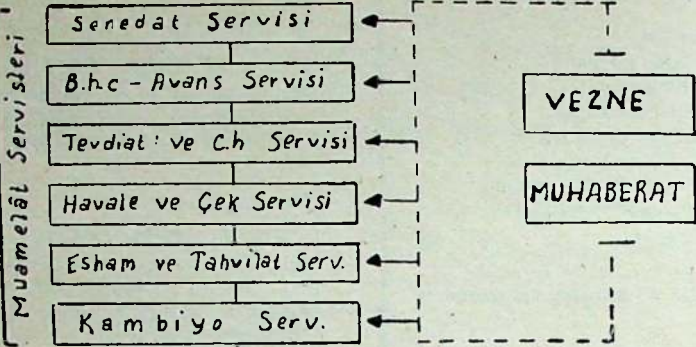 Muamelât Servisleri
Senedat Servisi
B.h.c - Avans Servisi
Tevdiat ve C.h Servisi
Havale ve Çek Servisi
Esham ve Tahvilat Serv.
Kambiyo Serv.
VEZNE
MUHABERAT